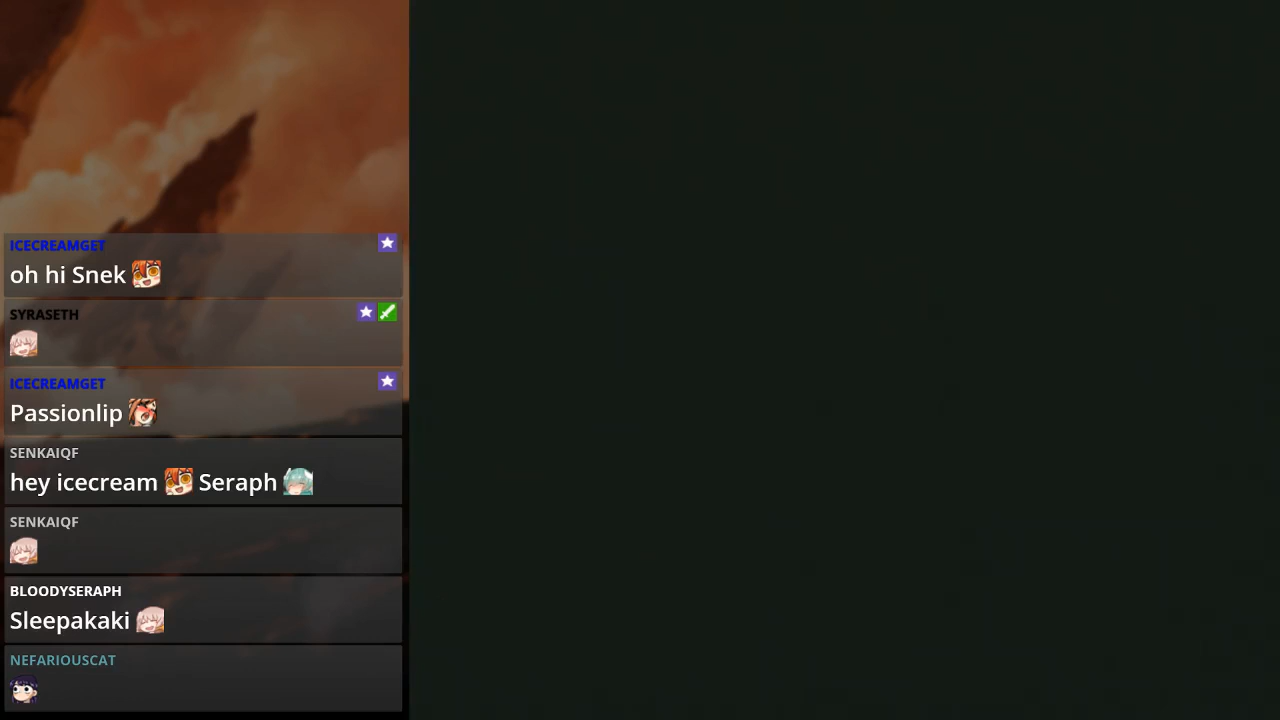 ICECREAMGET
oh hi Snek
SYRASETH
ICECREAMGET
Passionlip
SENKAIQF
hey icecream Seraph
SENKAIQF
BLOODYSERAPH
Sleepakaki
NEFARIOUSCAT